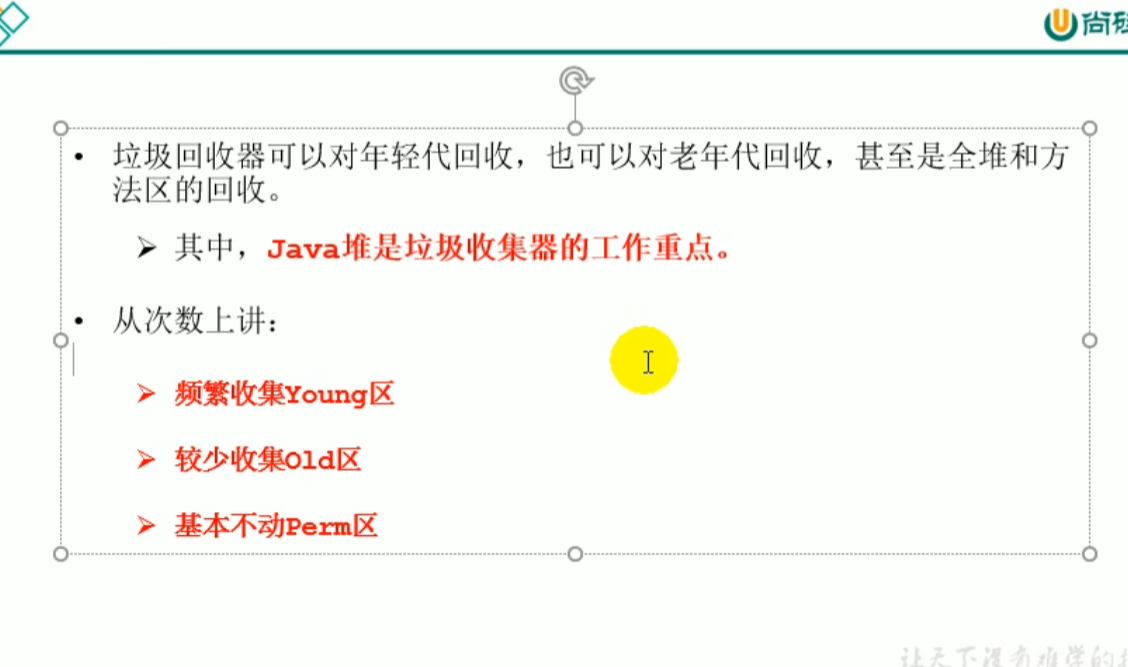 尚硅
• 垃圾回收器可以对年轻代回收，也可以对老年代回收，甚至是全堆和方
法区的回收。
➢ 其中，Java堆是垃圾收集器的工作重点。
• 从次数上讲：
➢ 频繁收集Young区
➢ 较少收集Old区
➢ 基本不动Perm区
让天下没有难学的技